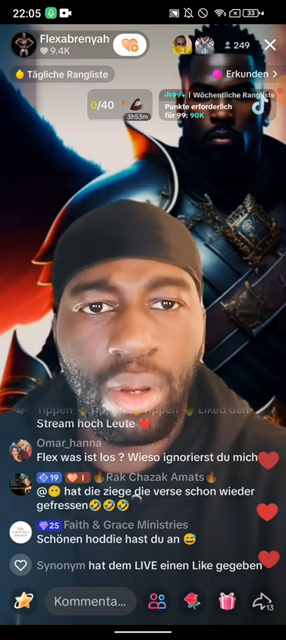 22:05
33
Flexabrenyah
9.4K
249
Tägliche Rangliste
Erkunden >
0/40
3h53m
99+ | Wöchentliche Rangliste
Punkte erforderlich
für 99: 90K
Stream hoch Leute ❤️
Omar_hanna
Flex was ist los ? Wieso ignorierst du mich
19 1 🔥Rak Chazak Amats🔥
@😶 hat die ziege die verse schon wieder
gefressen🤣🤣🤣
25 Faith & Grace Ministries
Schönen hoddie hast du an 😅
Synonym hat dem LIVE einen Like gegeben
Kommenta...
13